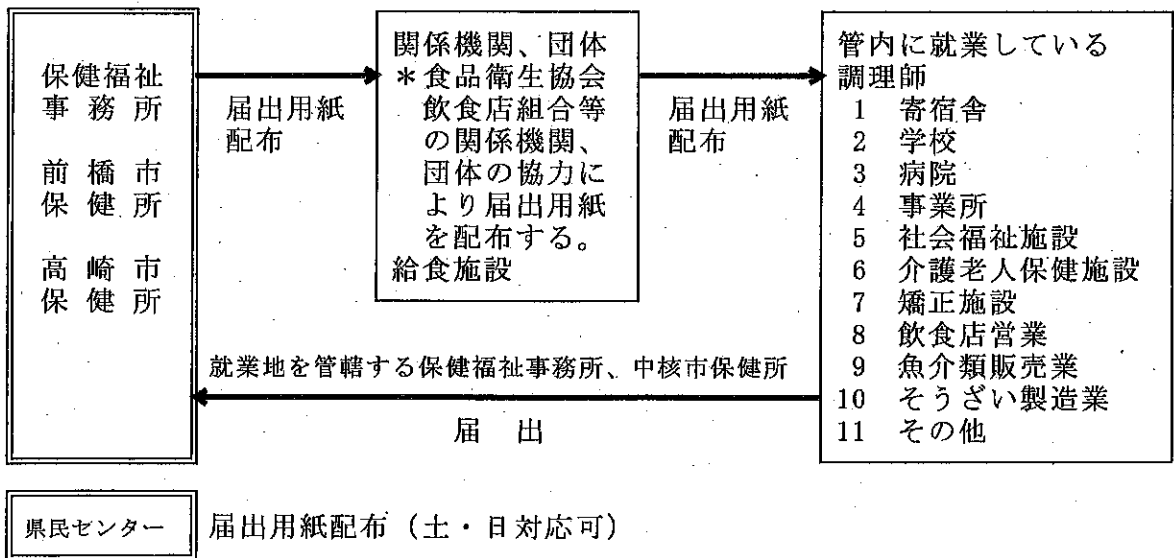 保健福祉
事務所
前橋市
保健所
高崎市
保健所
届出用紙
配布
関係機関、団体
＊食品衛生協会
飲食店組合等
の関係機関、
団体の協力に
より届出用紙
を配布する。
給食施設
届出用紙
配布
管内に就業している
調理師
1 寄宿舎
2 学校
3 病院
4 事業所
5 社会福祉施設
6 介護老人保健施設
7 矯正施設
8 飲食店営業
9 魚介類販売業
10 そうざい製造業
11 その他
就業地を管轄する保健福祉事務所、中核市保健所
届 出
県民センター
届出用紙配布（土・日対応可）